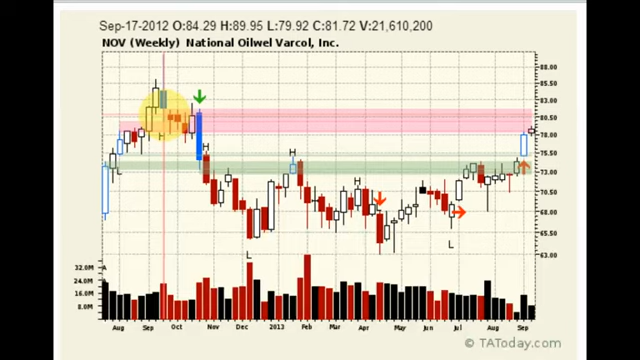 Sep-17-2012 O:84.29 H:89.95 L:79.92 C:81.72 V:21,610,200
NOV (Weekly) National Oilwel Varcol, Inc.
88.00
85.50
83.00
80.50
78.00
75.50
73.00
70.50
68.00
65.50
63.00
H
H
H
H
L
L
L
32.0M
24.0M
16.0M
8.0M
Aug Sep Oct Nov Dec 2013 Feb Mar Apr May Jun Jul Aug Sep
© TAToday.com